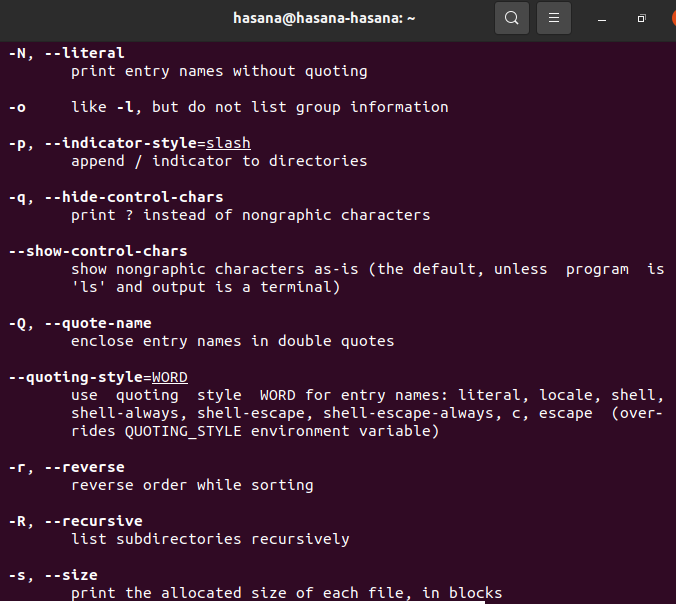 hasana@hasana-hasana: ~
-N, --literal
print entry names without quoting
-o like -l, but do not list group information
-p, --indicator-style=slash
append / indicator to directories
-q, --hide-control-chars
print ? instead of nongraphic characters
--show-control-chars
show nongraphic characters as-is (the default, unless program is
'ls' and output is a terminal)
-Q, --quote-name
enclose entry names in double quotes
--quoting-style=WORD
use quoting style WORD for entry names: literal, locale, shell,
shell-always, shell-escape, shell-escape-always, c, escape (over-
rides QUOTING_STYLE environment variable)
-r, --reverse
reverse order while sorting
-R, --recursive
list subdirectories recursively
-s, --size
print the allocated size of each file, in blocks